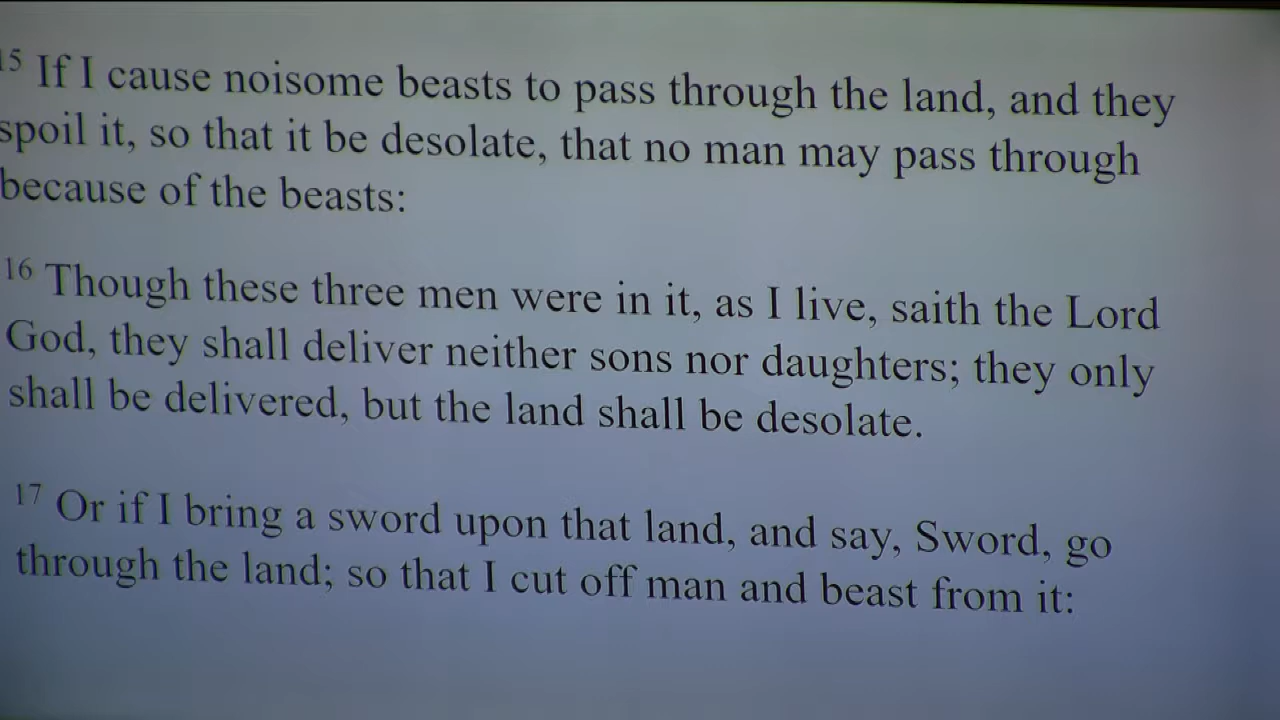 15 If I cause noisome beasts to pass through the land, and they
spoil it, so that it be desolate, that no man may pass through
because of the beasts:
16 Though these three men were in it, as I live, saith the Lord
God, they shall deliver neither sons nor daughters; they only
shall be delivered, but the land shall be desolate.
17 Or if I bring a sword upon that land, and say, Sword, go
through the land; so that I cut off man and beast from it: